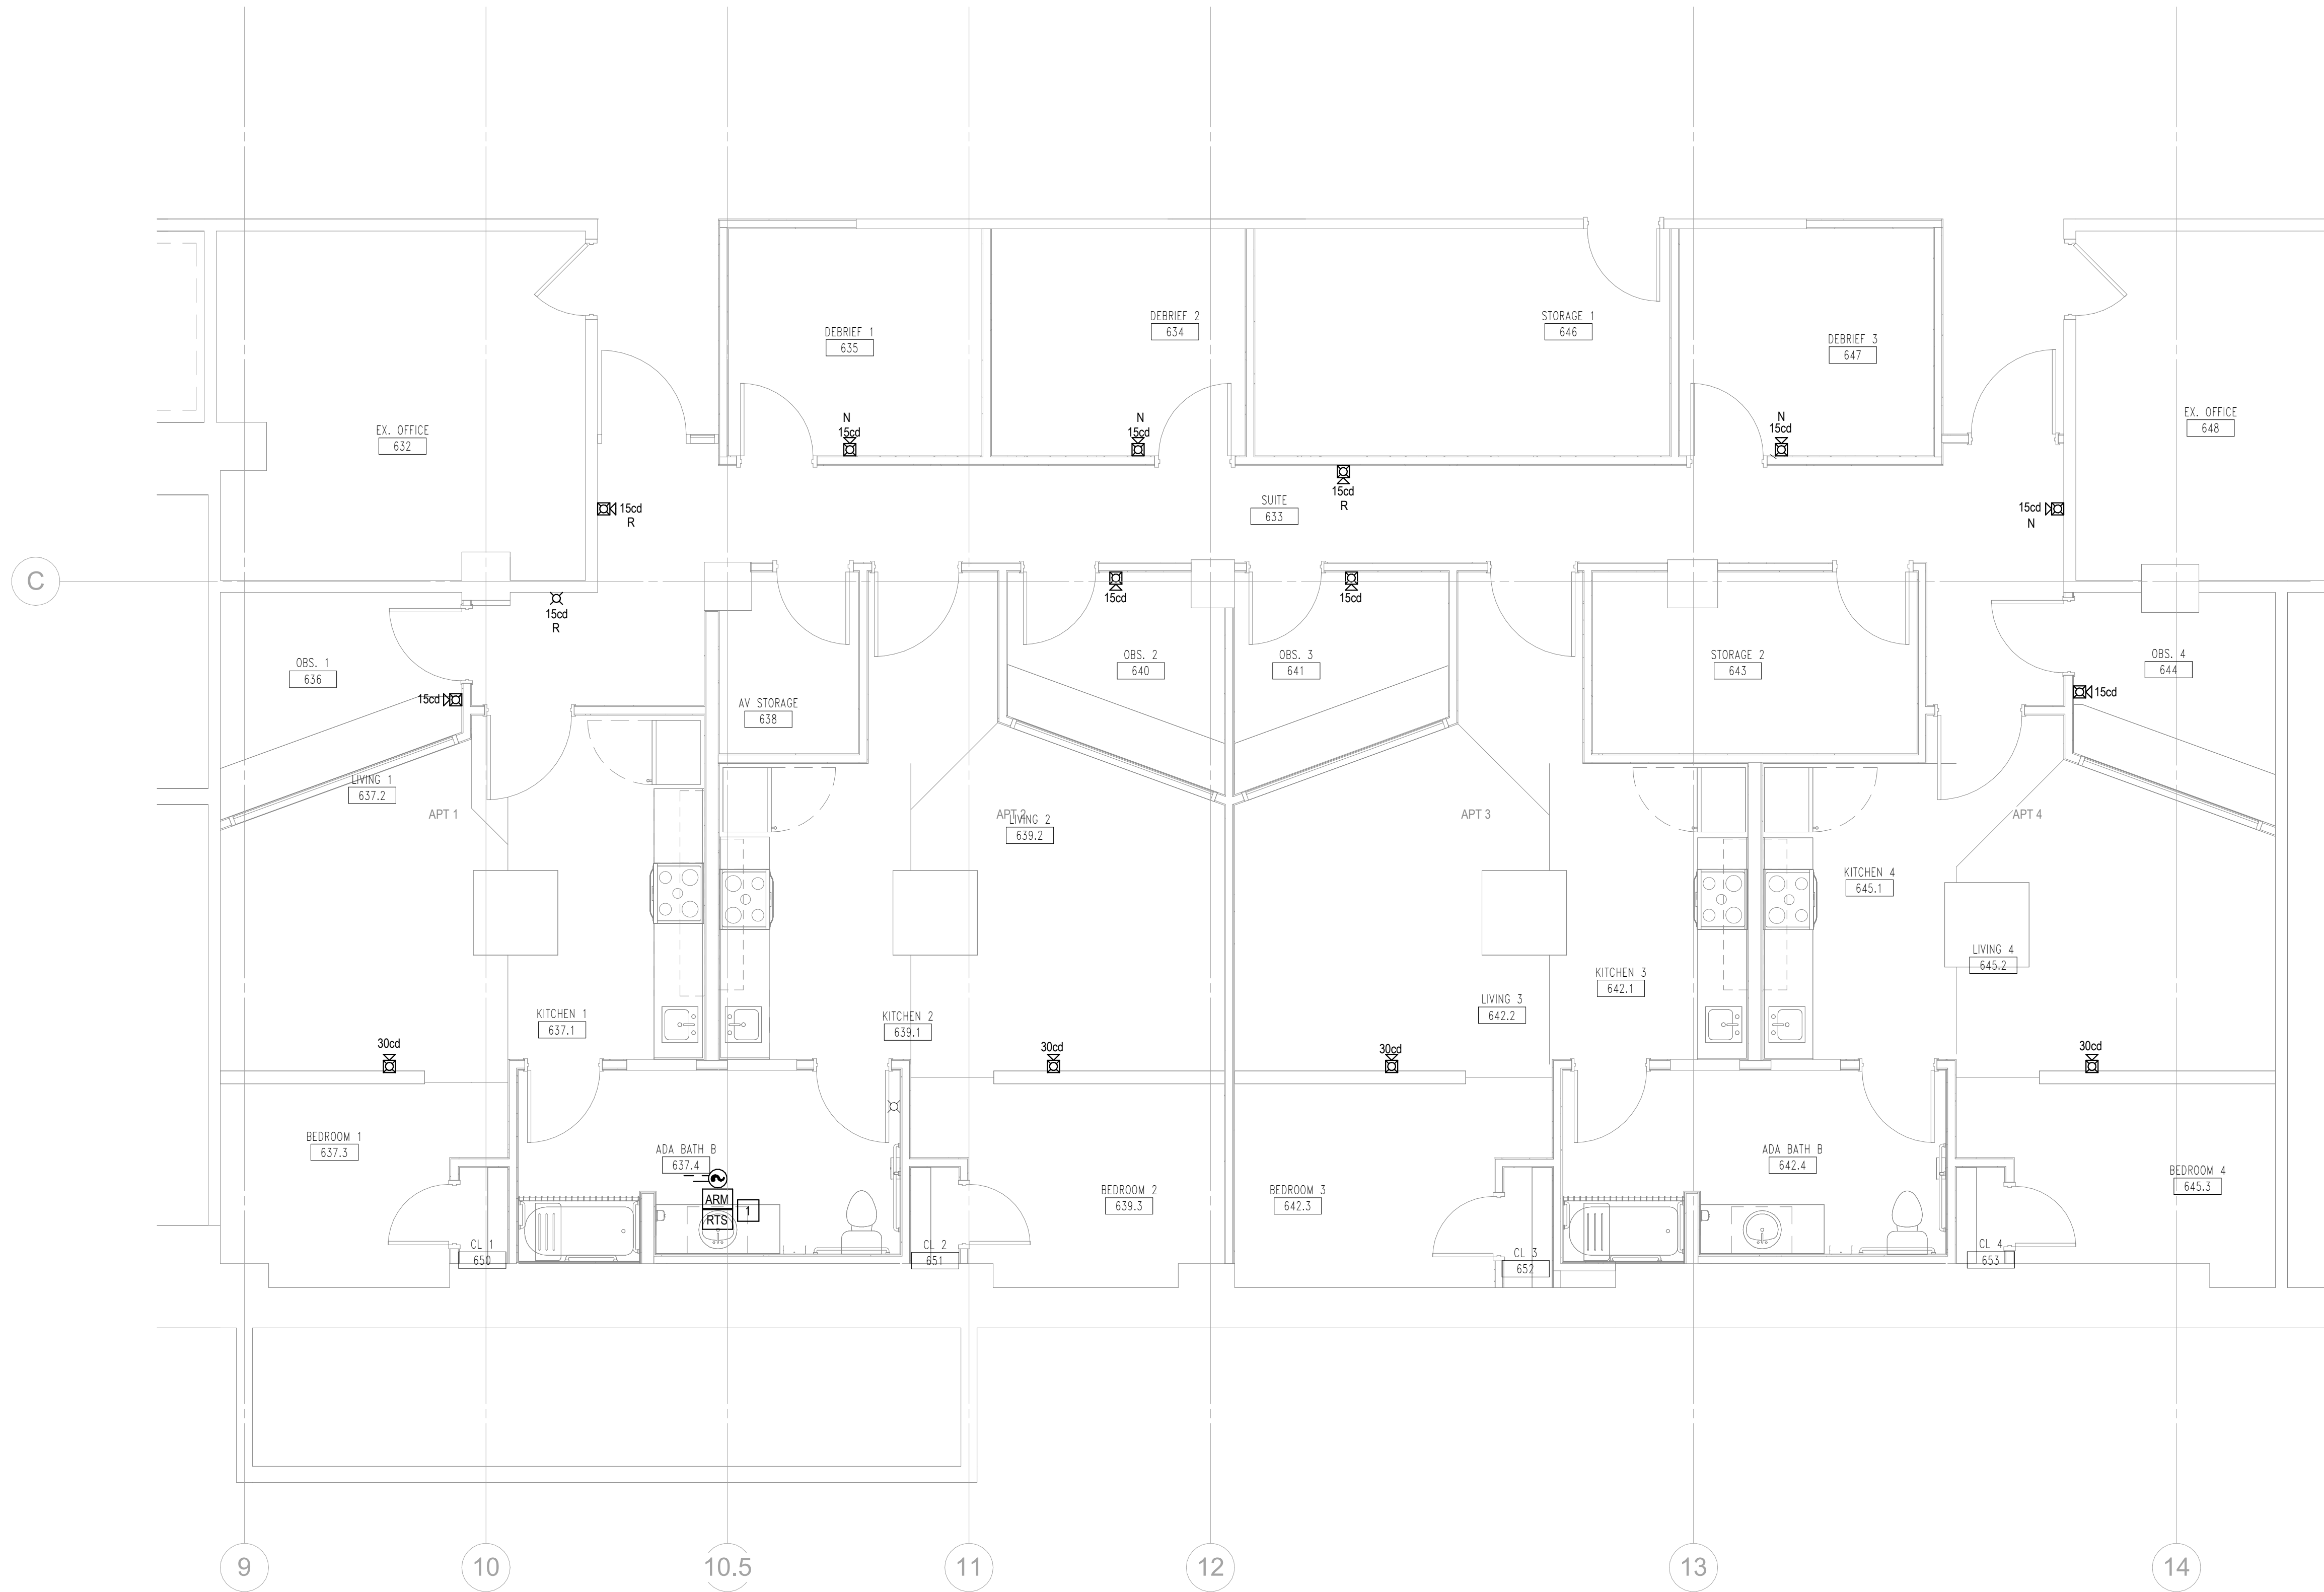 DEBRIEF 1
635
DEBRIEF 2
634
STORAGE 1
646
DEBRIEF 3
647
EX. OFFICE
632
N
15cd
N
15cd
N
15cd
EX. OFFICE
648
15cd
R
15cd
R
SUITE
633
15cd
N
C
15cd
R
15cd
15cd
OBS. 1
636
15cd
AV STORAGE
638
OBS. 2
640
OBS. 3
641
STORAGE 2
643
OBS. 4
644
15cd
LIVING 1
637.2
APT 1
APT 2
LIVING 2
639.2
APT 3
APT 4
KITCHEN 4
645.1
LIVING 4
645.2
KITCHEN 3
642.1
LIVING 3
642.2
KITCHEN 1
637.1
KITCHEN 2
639.1
30cd
30cd
30cd
30cd
BEDROOM 1
637.3
ADA BATH B
637.4
ARM
RTS
1
BEDROOM 2
639.3
BEDROOM 3
642.3
ADA BATH B
642.4
BEDROOM 4
645.3
CL 1
650
CL 2
651
CL 3
652
CL 4
653
9
10
10.5
11
12
13
14